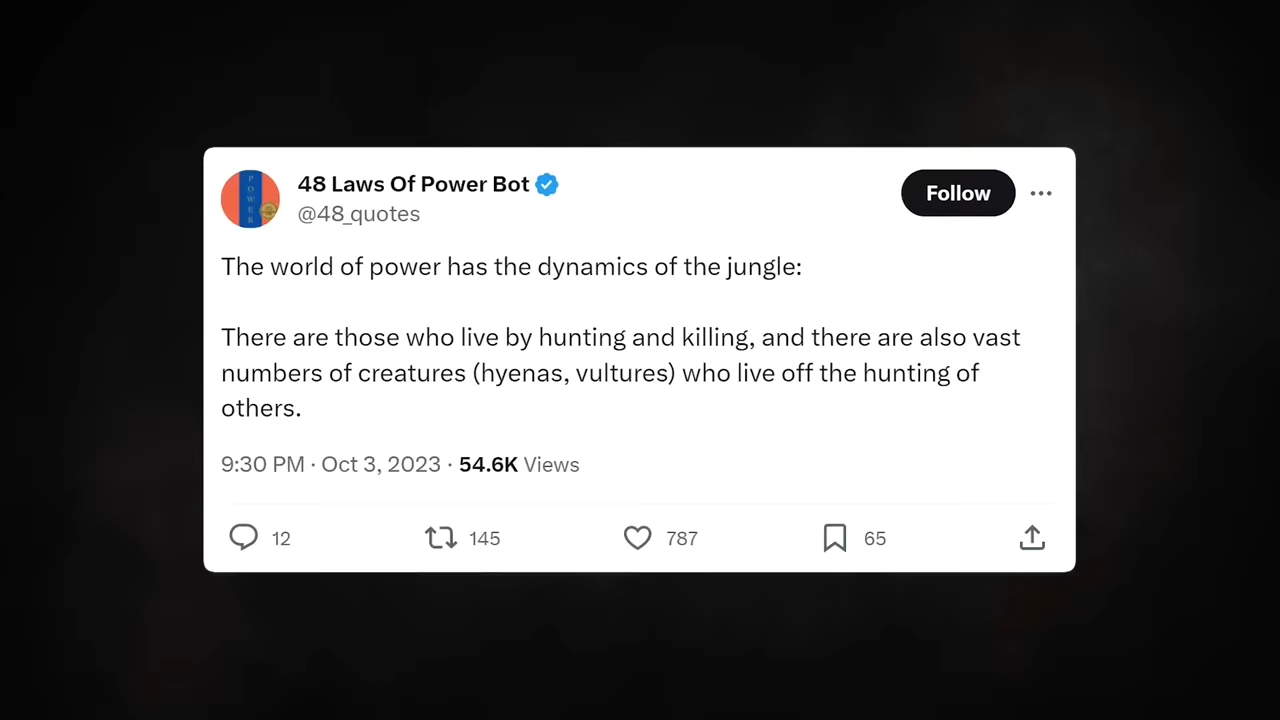 POWER
48 Laws Of Power Bot
@48_quotes
Follow
The world of power has the dynamics of the jungle:
There are those who live by hunting and killing, and there are also vast
numbers of creatures (hyenas, vultures) who live off the hunting of
others.
9:30 PM · Oct 3, 2023 · 54.6K Views
12
145
787
65